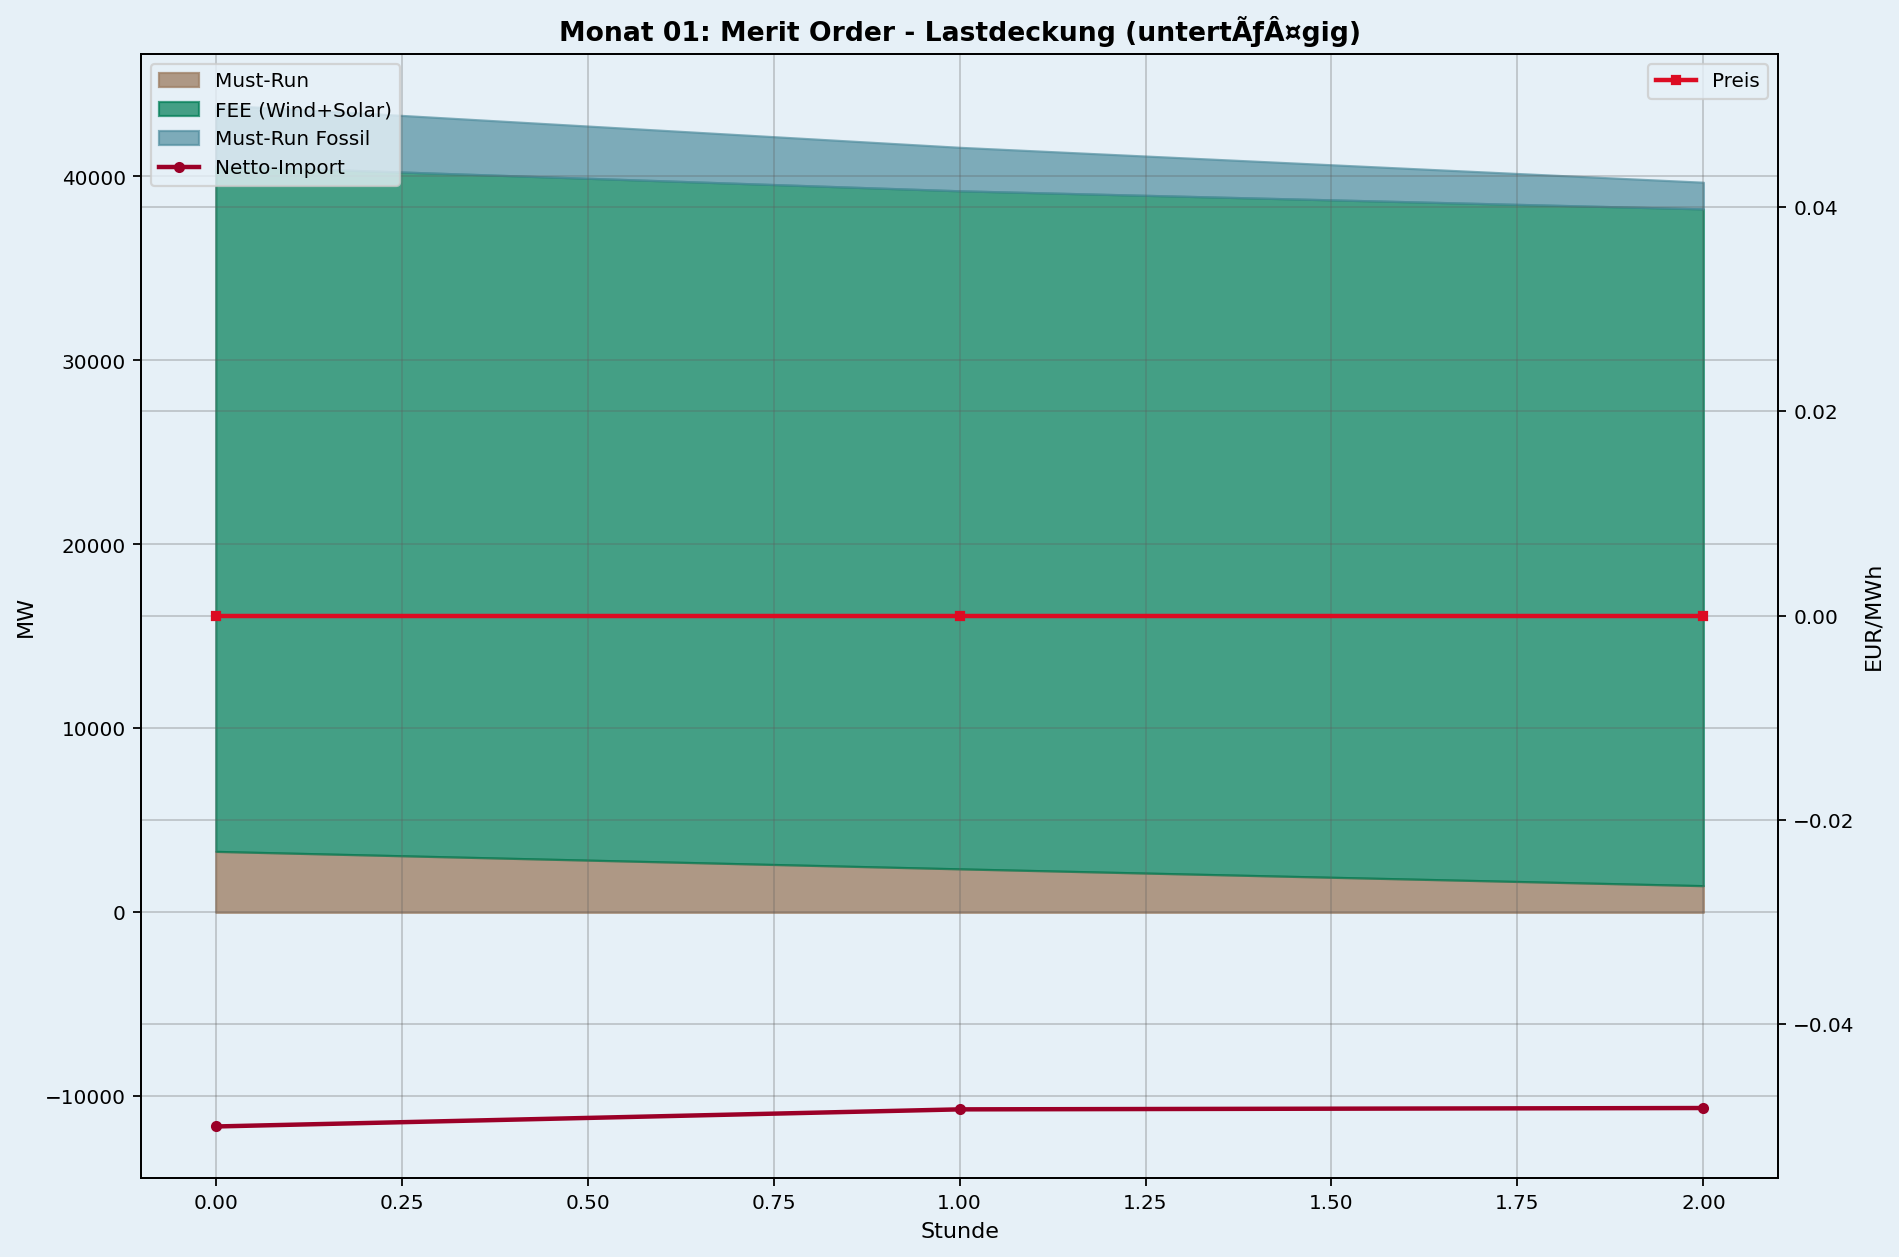 Monat 01: Merit Order - Lastdeckung (untertÃƒÂ¤gig)
Must-Run
FEE (Wind+Solar)
Must-Run Fossil
Netto-Import
Preis
40000
30000
20000
10000
0
−10000
MW
0.04
0.02
0.00
−0.02
−0.04
EUR/MWh
0.00 0.25 0.50 0.75 1.00 1.25 1.50 1.75 2.00
Stunde